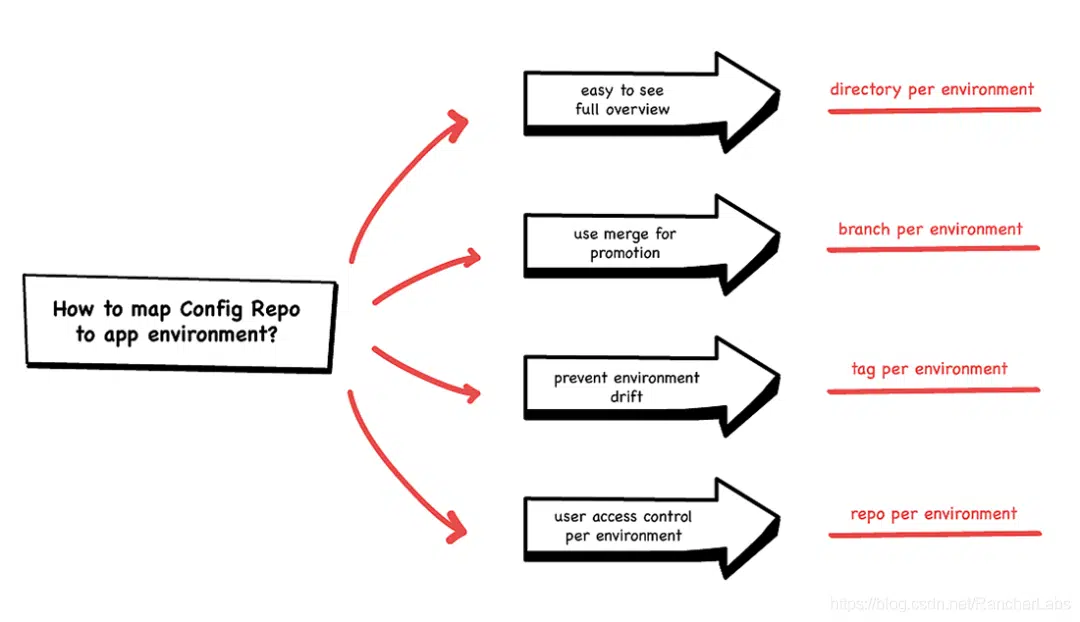 How to map Config Repo
to app environment?
easy to see
full overview
directory per environment
use merge for
promotion
branch per environment
prevent environment
drift
tag per environment
user access control
per environment
repo per environment
https://blog.csdn.net/RancherLabs